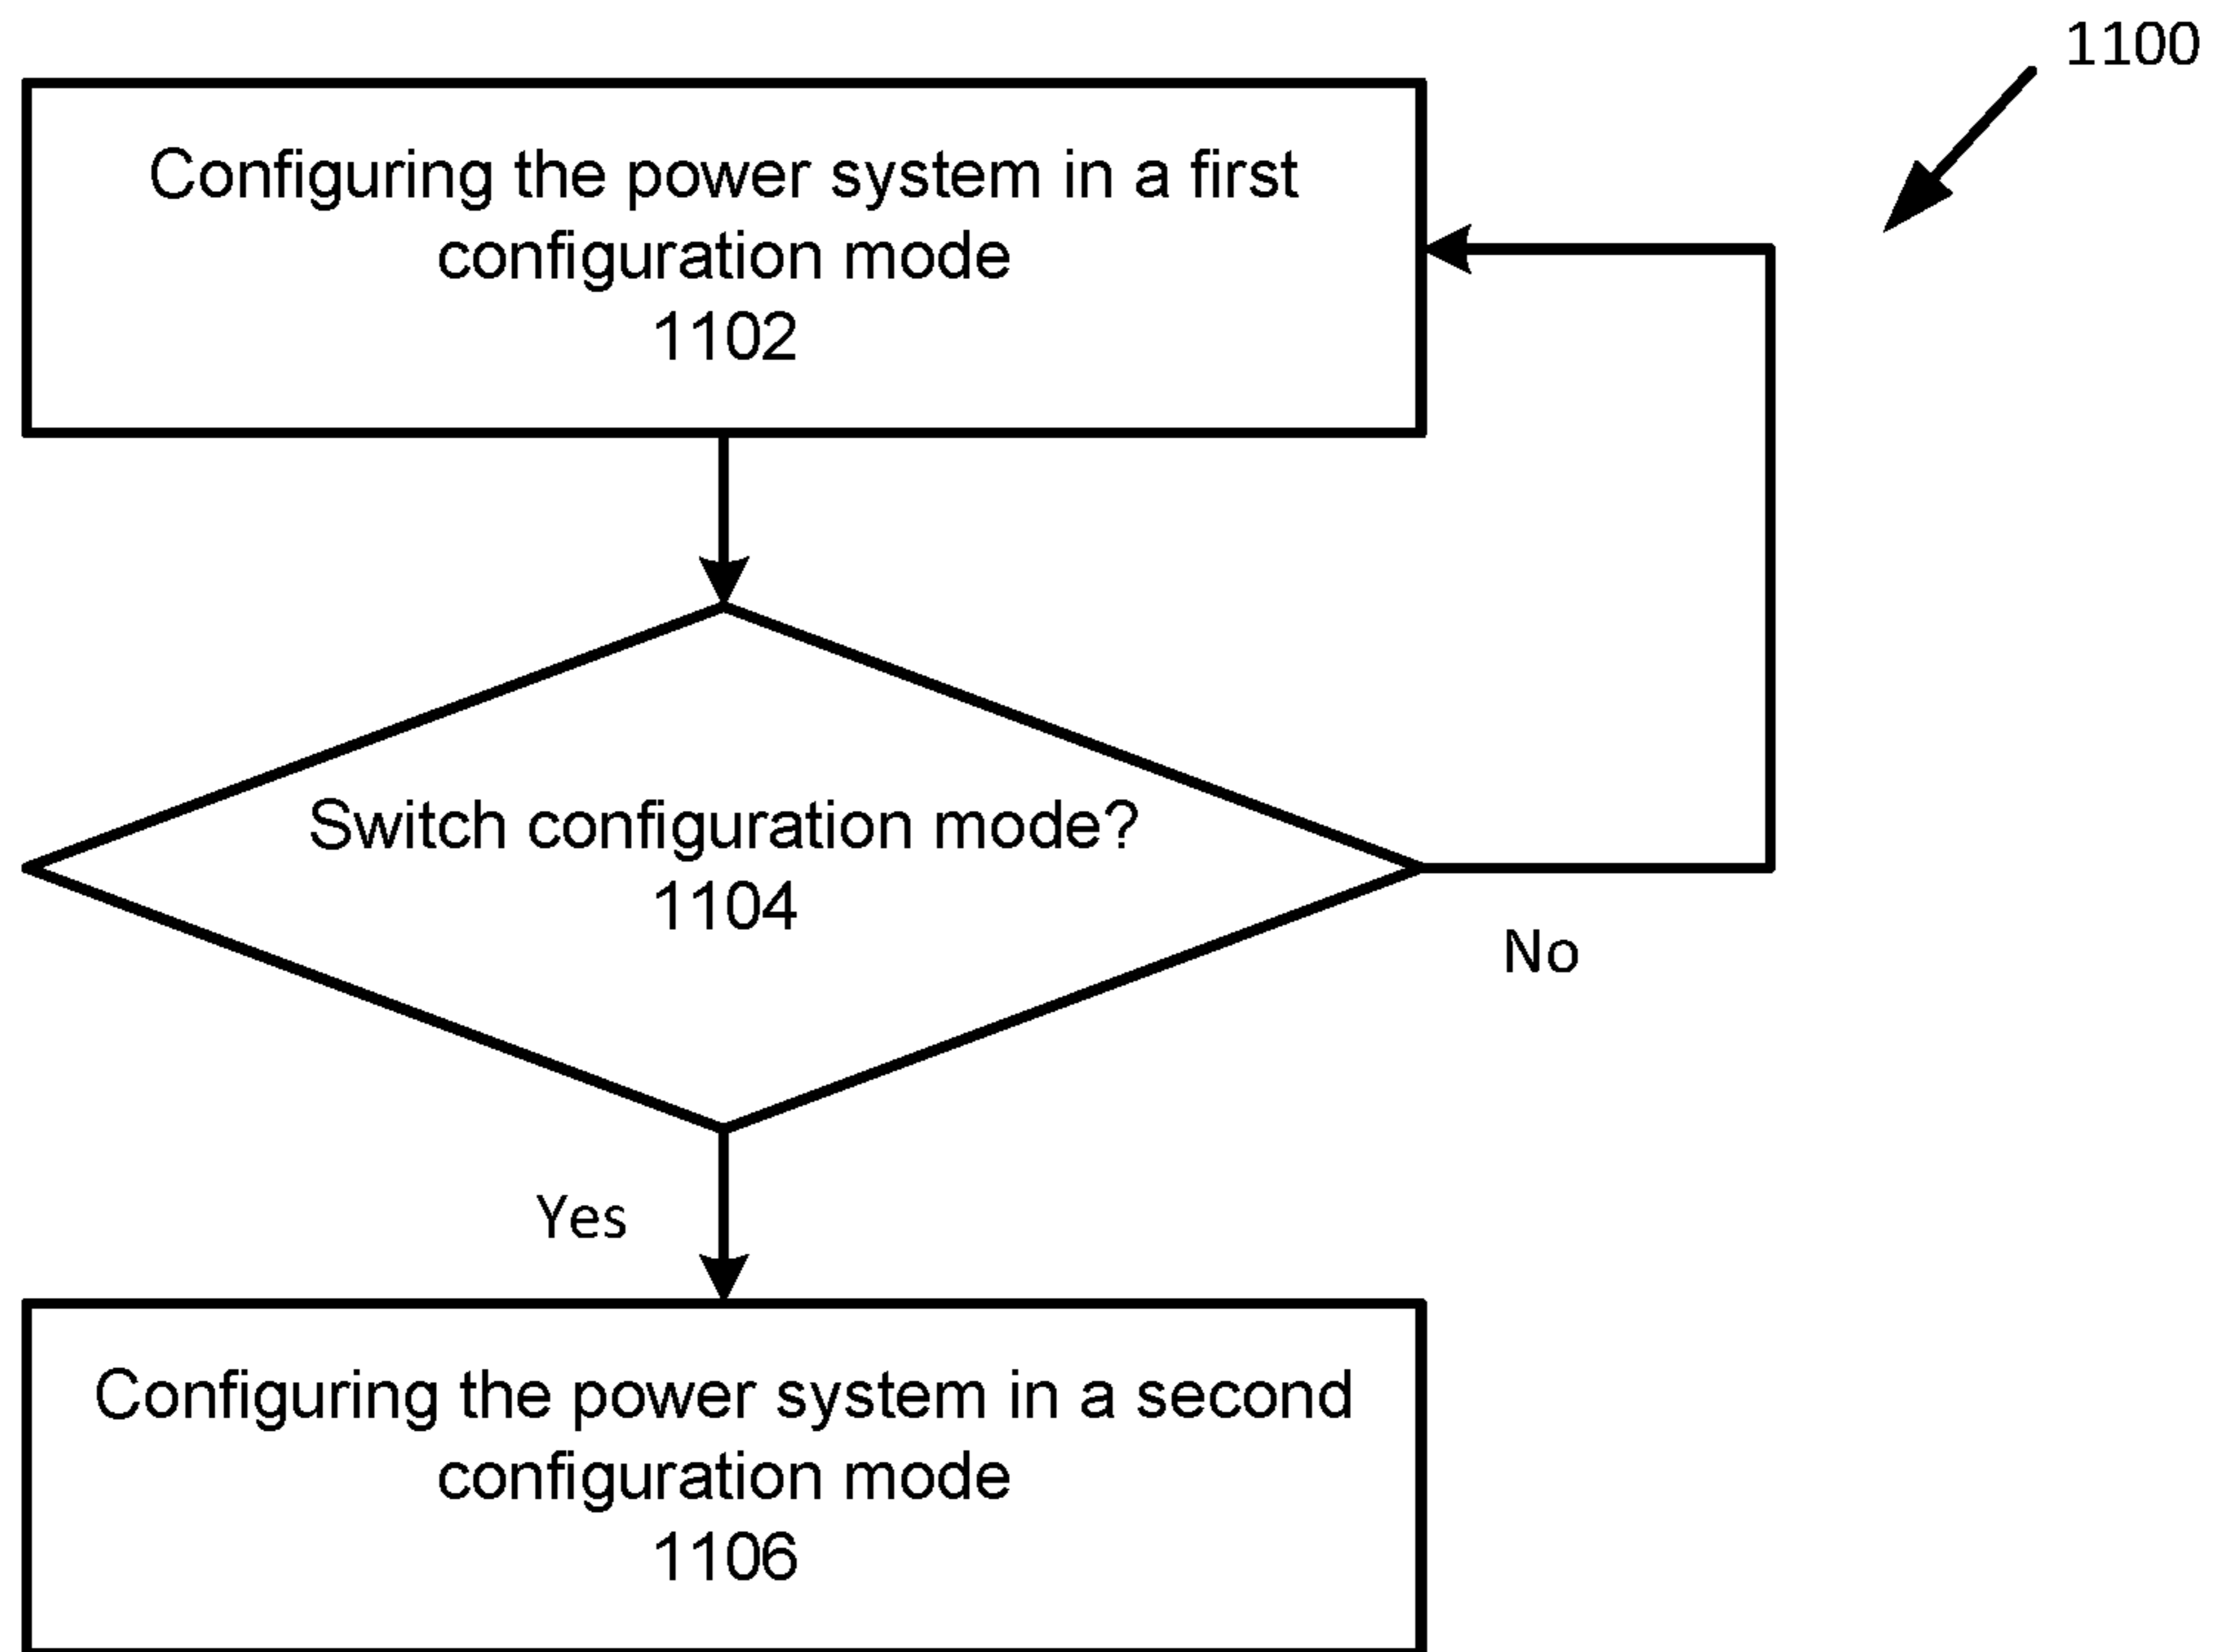 1100
Configuring the power system in a first
configuration mode
1102
Switch configuration mode?
1104
No
Yes
Configuring the power system in a second
configuration mode
1106